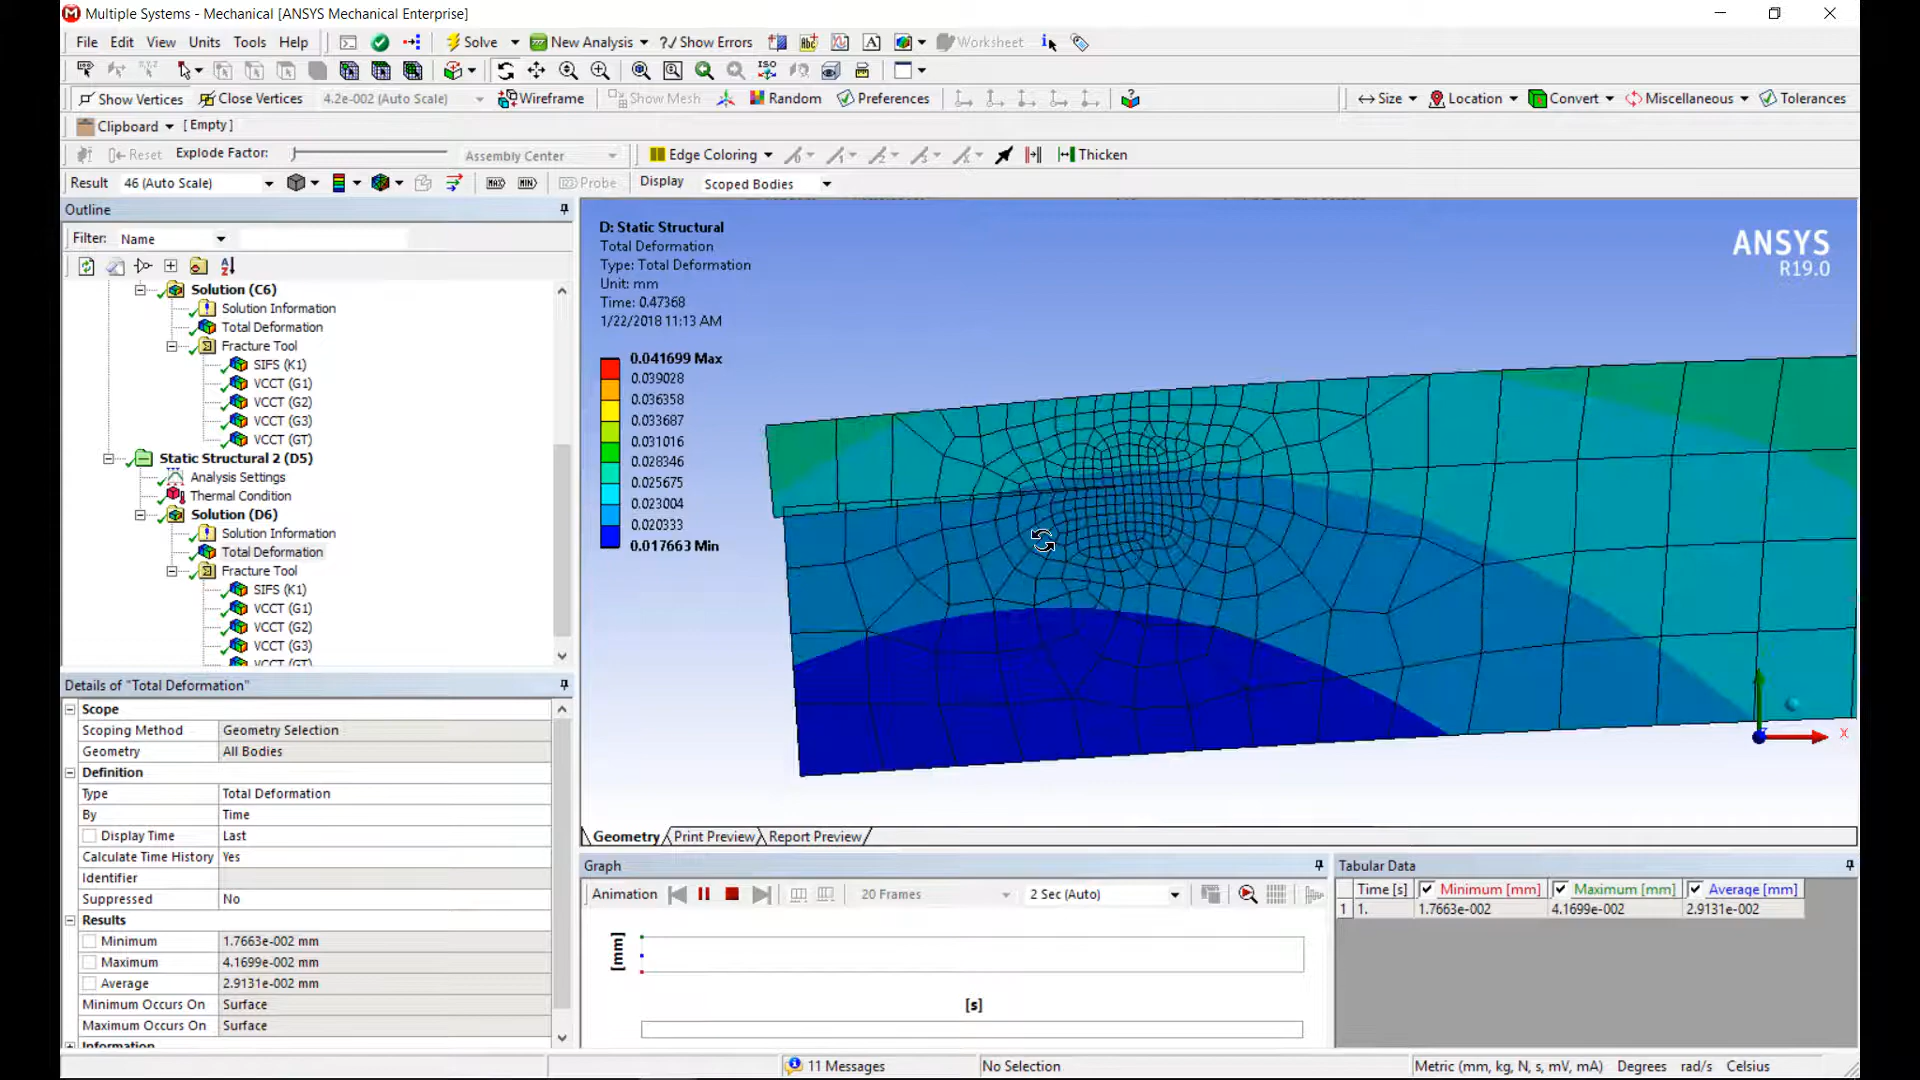 Multiple Systems - Mechanical [ANSYS Mechanical Enterprise]
File Edit View Units Tools Help Solve New Analysis ?/ Show Errors Worksheet
Show Vertices Close Vertices 4.2e-002 (Auto Scale) Wireframe Show Mesh Random Preferences Size Location Convert Miscellaneous Tolerances
Clipboard [Empty]
Reset Explode Factor: Assembly Center Edge Coloring Thicken
Result 46 (Auto Scale) MAX MIN Probe Display Scoped Bodies
Outline
Filter: Name
Solution (C6)
Solution Information
Total Deformation
Fracture Tool
SIFS (K1)
VCCT (G1)
VCCT (G2)
VCCT (G3)
VCCT (GT)
Static Structural 2 (D5)
Analysis Settings
Thermal Condition
Solution (D6)
Solution Information
Total Deformation
Fracture Tool
SIFS (K1)
VCCT (G1)
VCCT (G2)
VCCT (G3)
VCCT (GT)
Details of "Total Deformation"
Scope
Scoping Method Geometry Selection
Geometry All Bodies
Definition
Type Total Deformation
By Time
Display Time Last
Calculate Time History Yes
Identifier
Suppressed No
Results
Minimum 1.7663e-002 mm
Maximum 4.1699e-002 mm
Average 2.9131e-002 mm
Minimum Occurs On Surface
Maximum Occurs On Surface
Information
D: Static Structural
Total Deformation
Type: Total Deformation
Unit: mm
Time: 0.47368
1/22/2018 11:13 AM
0.041699 Max
0.039028
0.036358
0.033687
0.031016
0.028346
0.025675
0.023004
0.020333
0.017663 Min
ANSYS
R19.0
X
Geometry Print Preview Report Preview
Graph
Animation 20 Frames 2 Sec (Auto)
[mm]
[s]
Tabular Data
Time [s] Minimum [mm] Maximum [mm] Average [mm]
1 1. 1.7663e-002 4.1699e-002 2.9131e-002
11 Messages No Selection Metric (mm, kg, N, s, mV, mA) Degrees rad/s Celsius